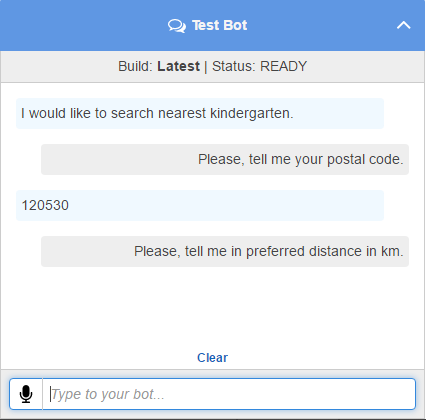 Test Bot
Build: Latest | Status: READY
I would like to search nearest kindergarten.
Please, tell me your postal code.
120530
Please, tell me in preferred distance in km.
Clear
Type to your bot...